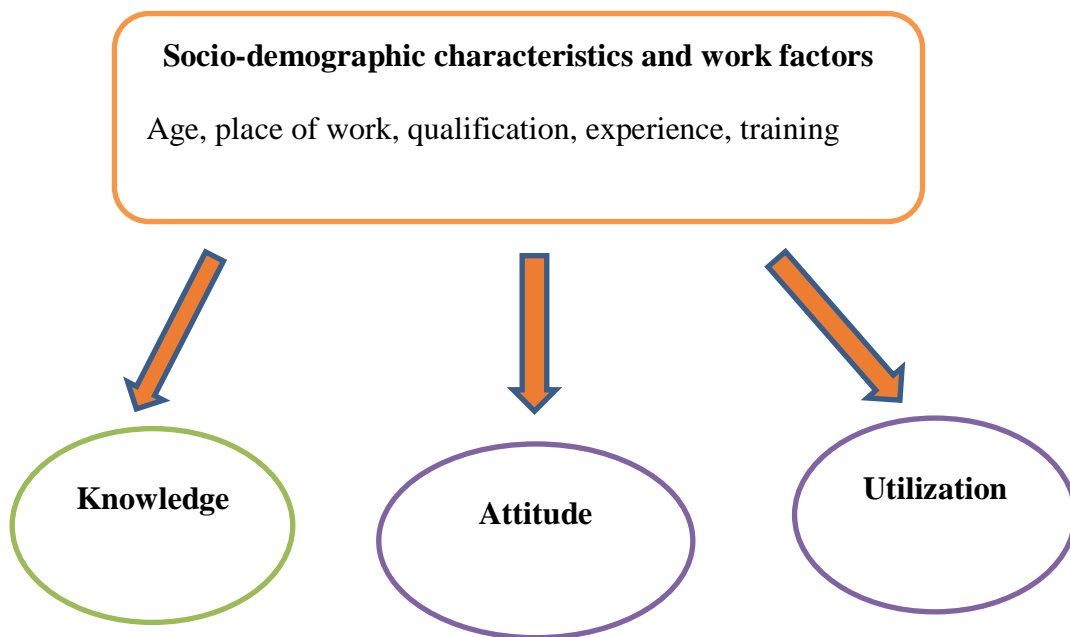 Socio-demographic characteristics and work factors
Age, place of work, qualification, experience, training
Knowledge
Attitude
Utilization